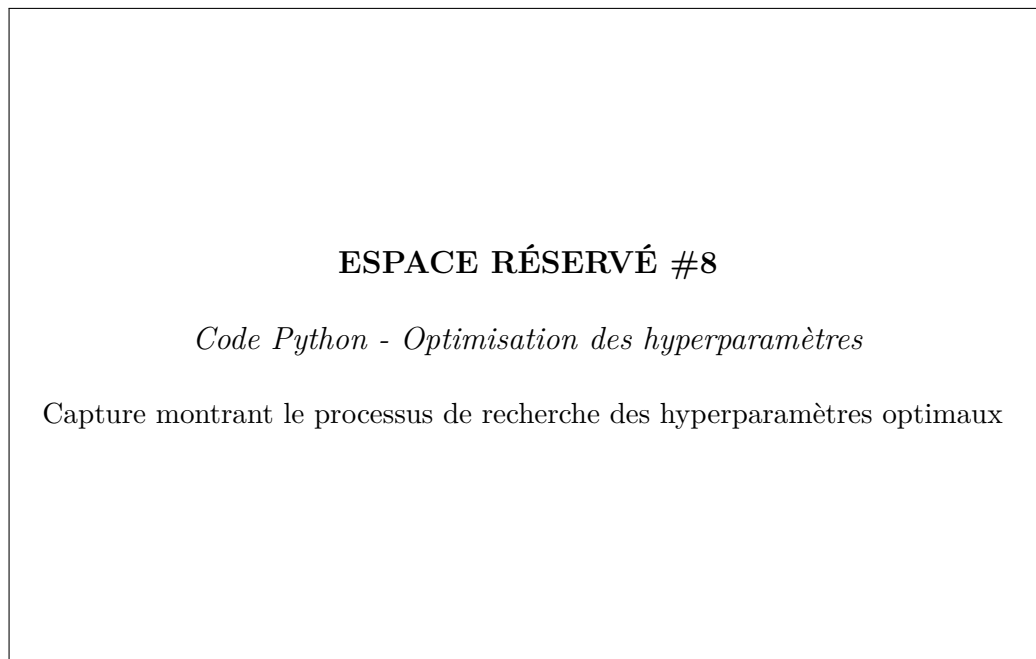 ESPACE RÉSERVÉ #8
Code Python - Optimisation des hyperparamètres
Capture montrant le processus de recherche des hyperparamètres optimaux